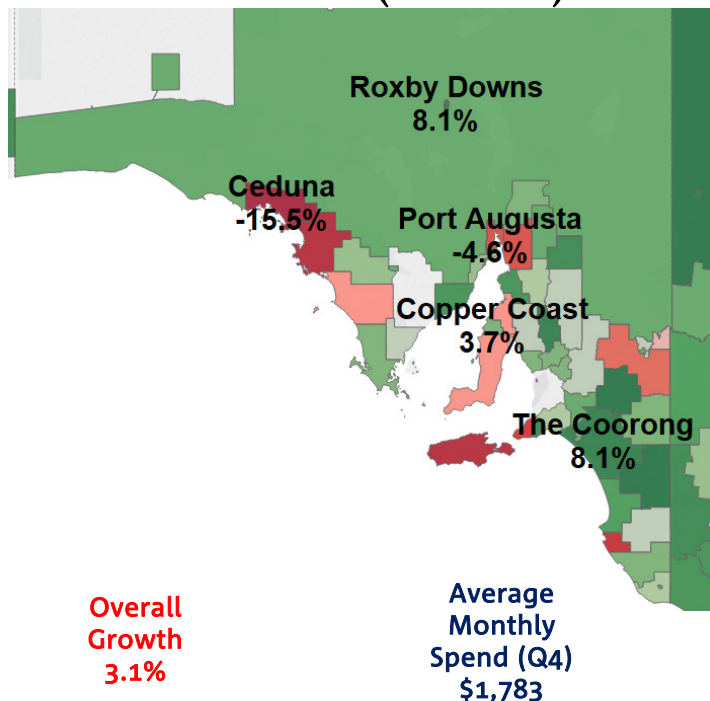 Roxby Downs
8.1%
Ceduna
-15.5%
Port Augusta
-4.6%
Copper Coast
3.7%
The Coorong
8.1%
Overall
Growth
3.1%
Average
Monthly
Spend (Q4)
$1,783